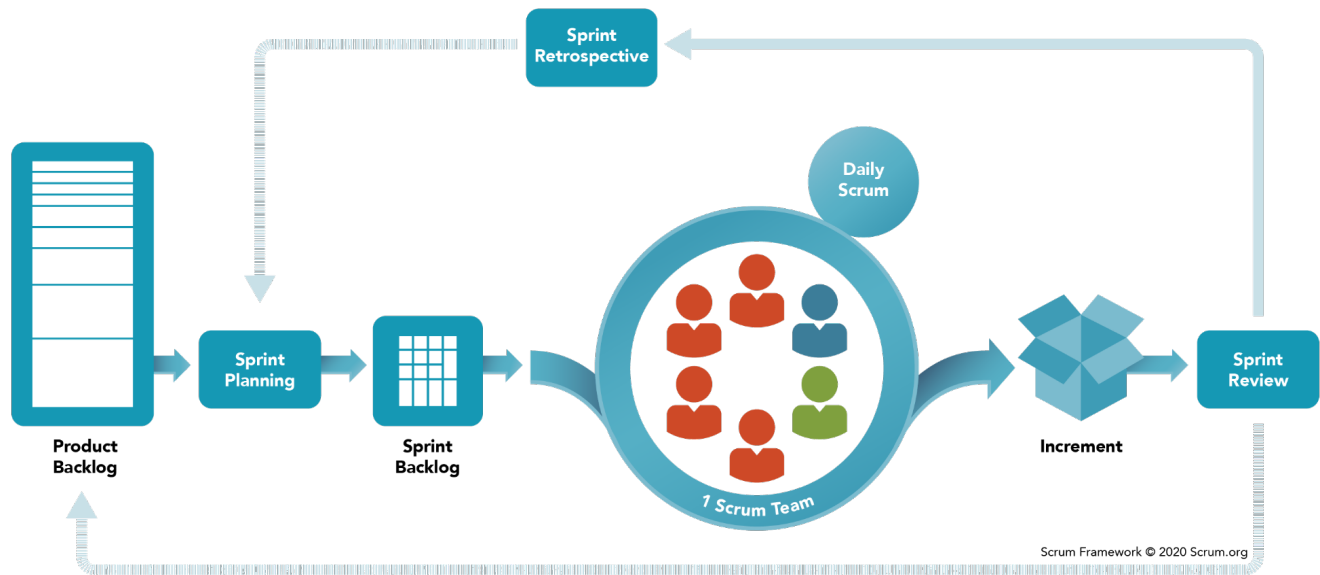 Sprint
Retrospective
Daily
Scrum
Sprint
Planning
Sprint
Review
Product
Backlog
Sprint
Backlog
Increment
1 Scrum Team
Scrum Framework © 2020 Scrum.org